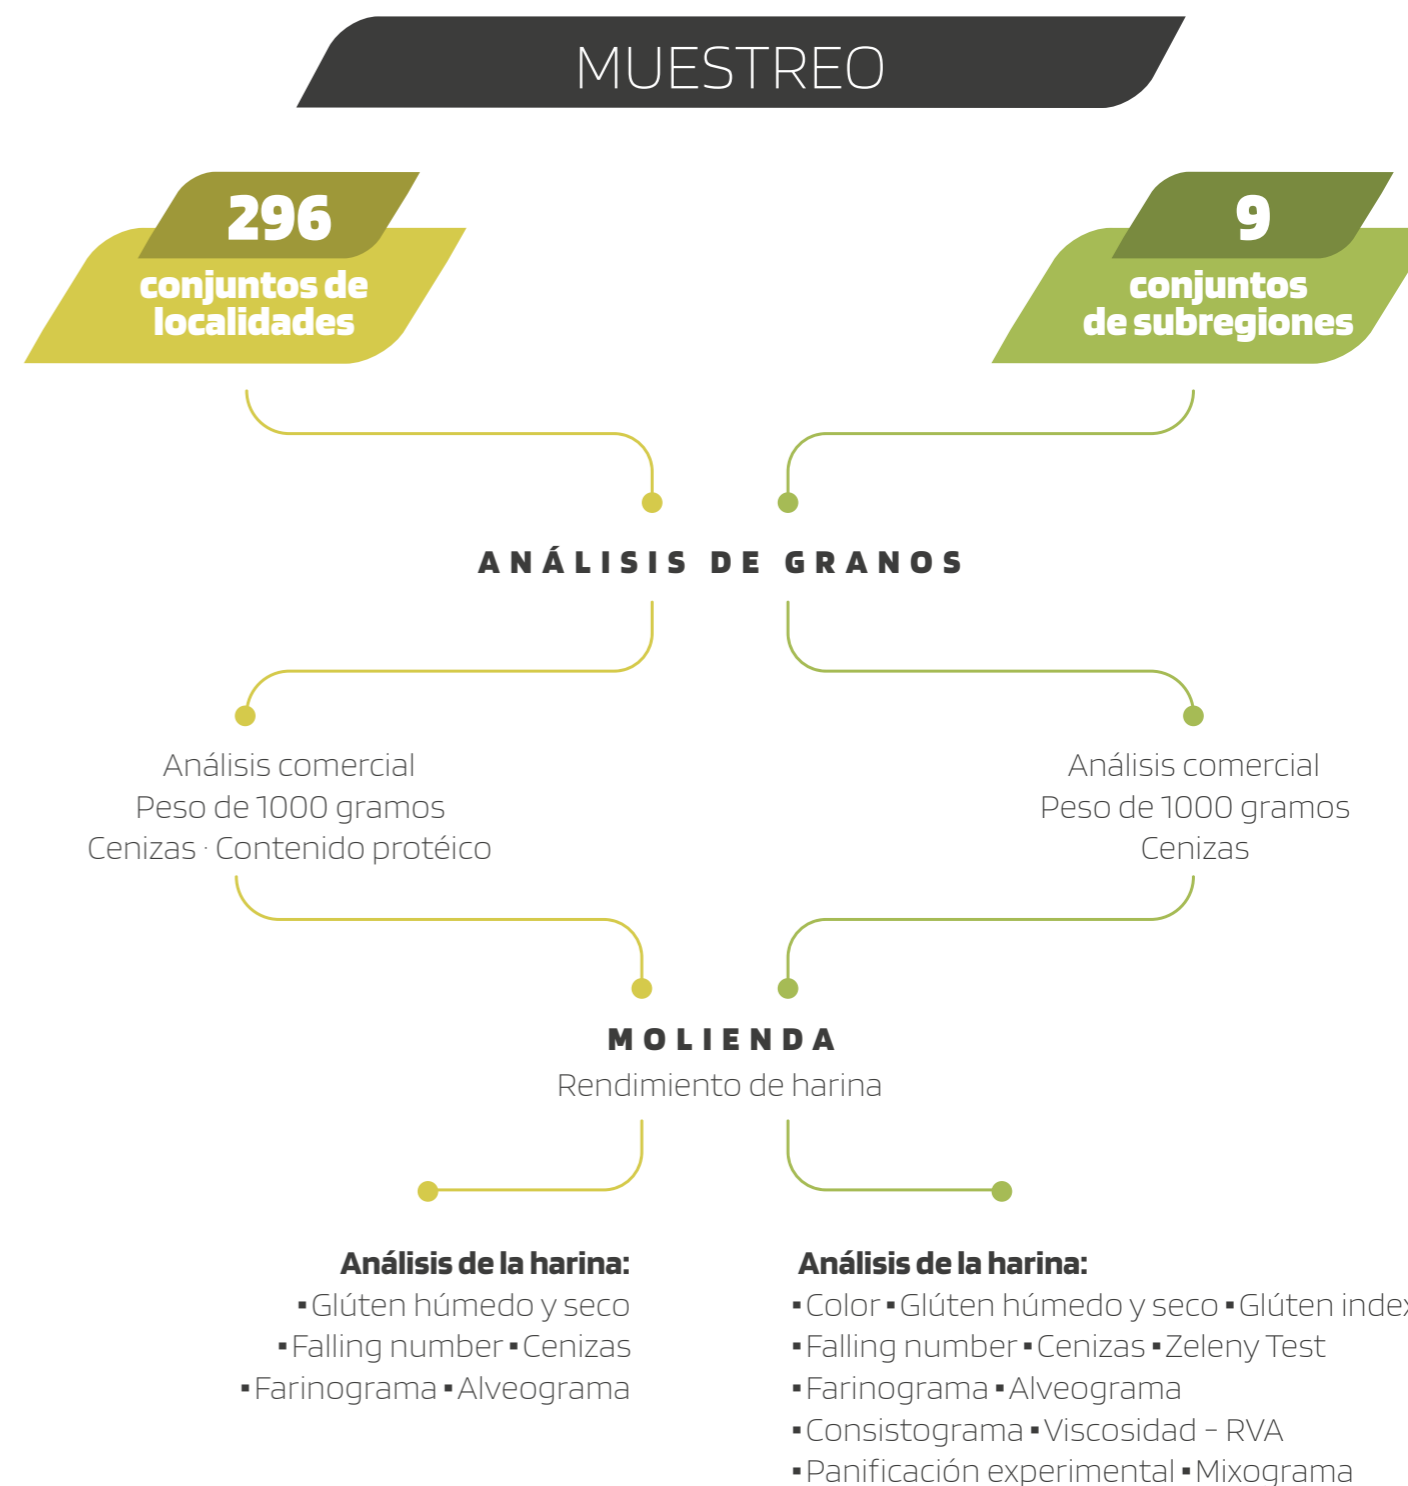 MUESTREO
296
conjuntos de
localidades
9
conjuntos
de subregiones
ANÁLISIS DE GRANOS
Análisis comercial
Peso de 1000 gramos
Cenizas · Contenido protéico
Análisis comercial
Peso de 1000 gramos
Cenizas
MOLIENDA
Rendimiento de harina
Análisis de la harina:
▪Glúten húmedo y seco
▪Falling number ▪Cenizas
▪Farinograma ▪Alveograma
Análisis de la harina:
▪Color ▪Glúten húmedo y seco ▪Glúten index
▪Falling number ▪Cenizas ▪Zeleny Test
▪Farinograma ▪Alveograma
▪Consistograma ▪Viscosidad - RVA
▪Panificación experimental ▪Mixograma